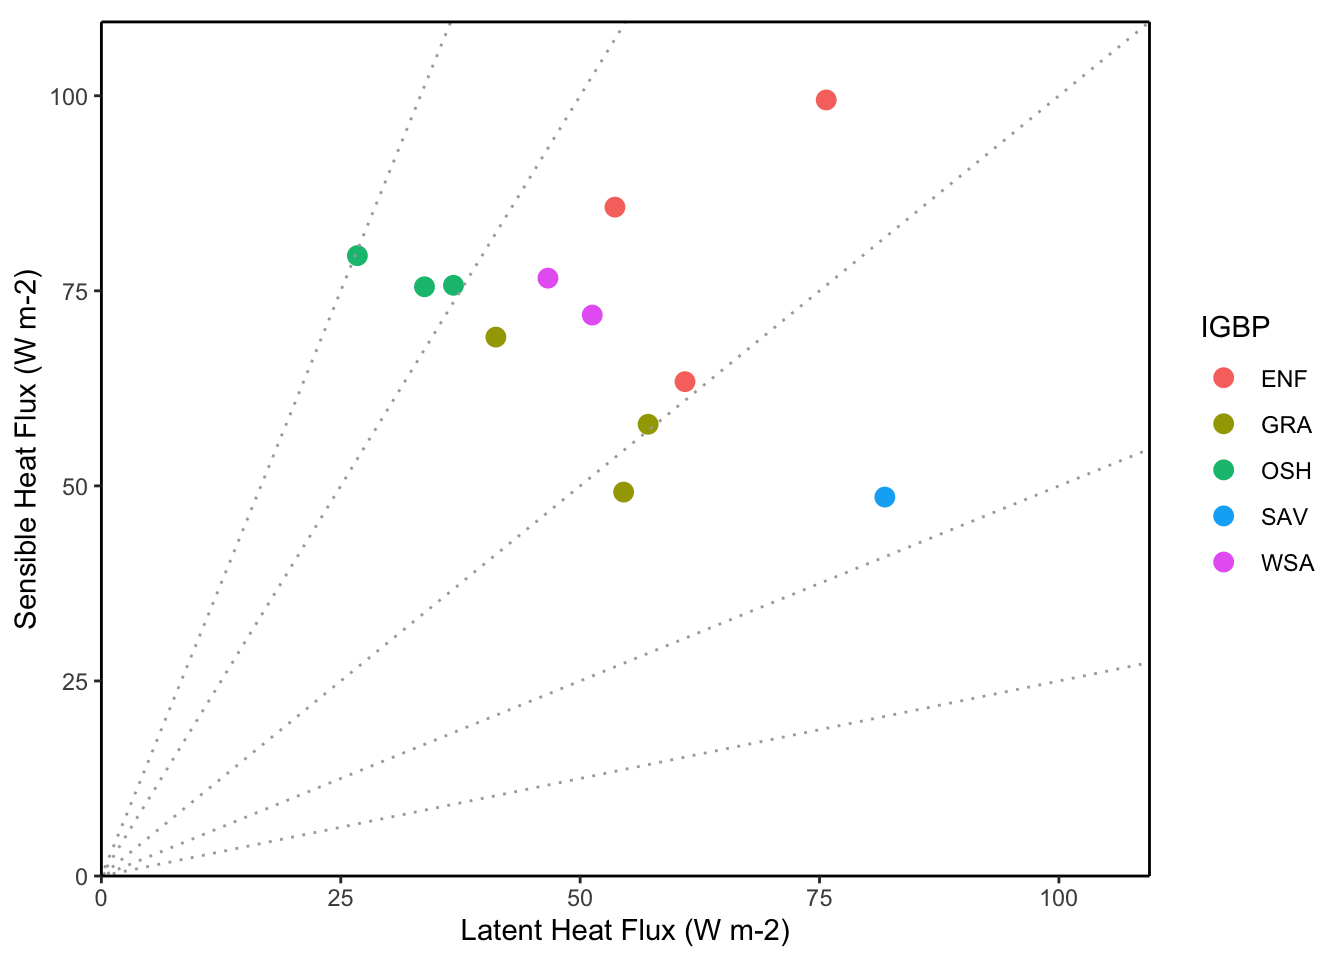 100
75
50
25
0
0 25 50 75 100
Sensible Heat Flux (W m-2)
Latent Heat Flux (W m-2)
IGBP
ENF
GRA
OSH
SAV
WSA